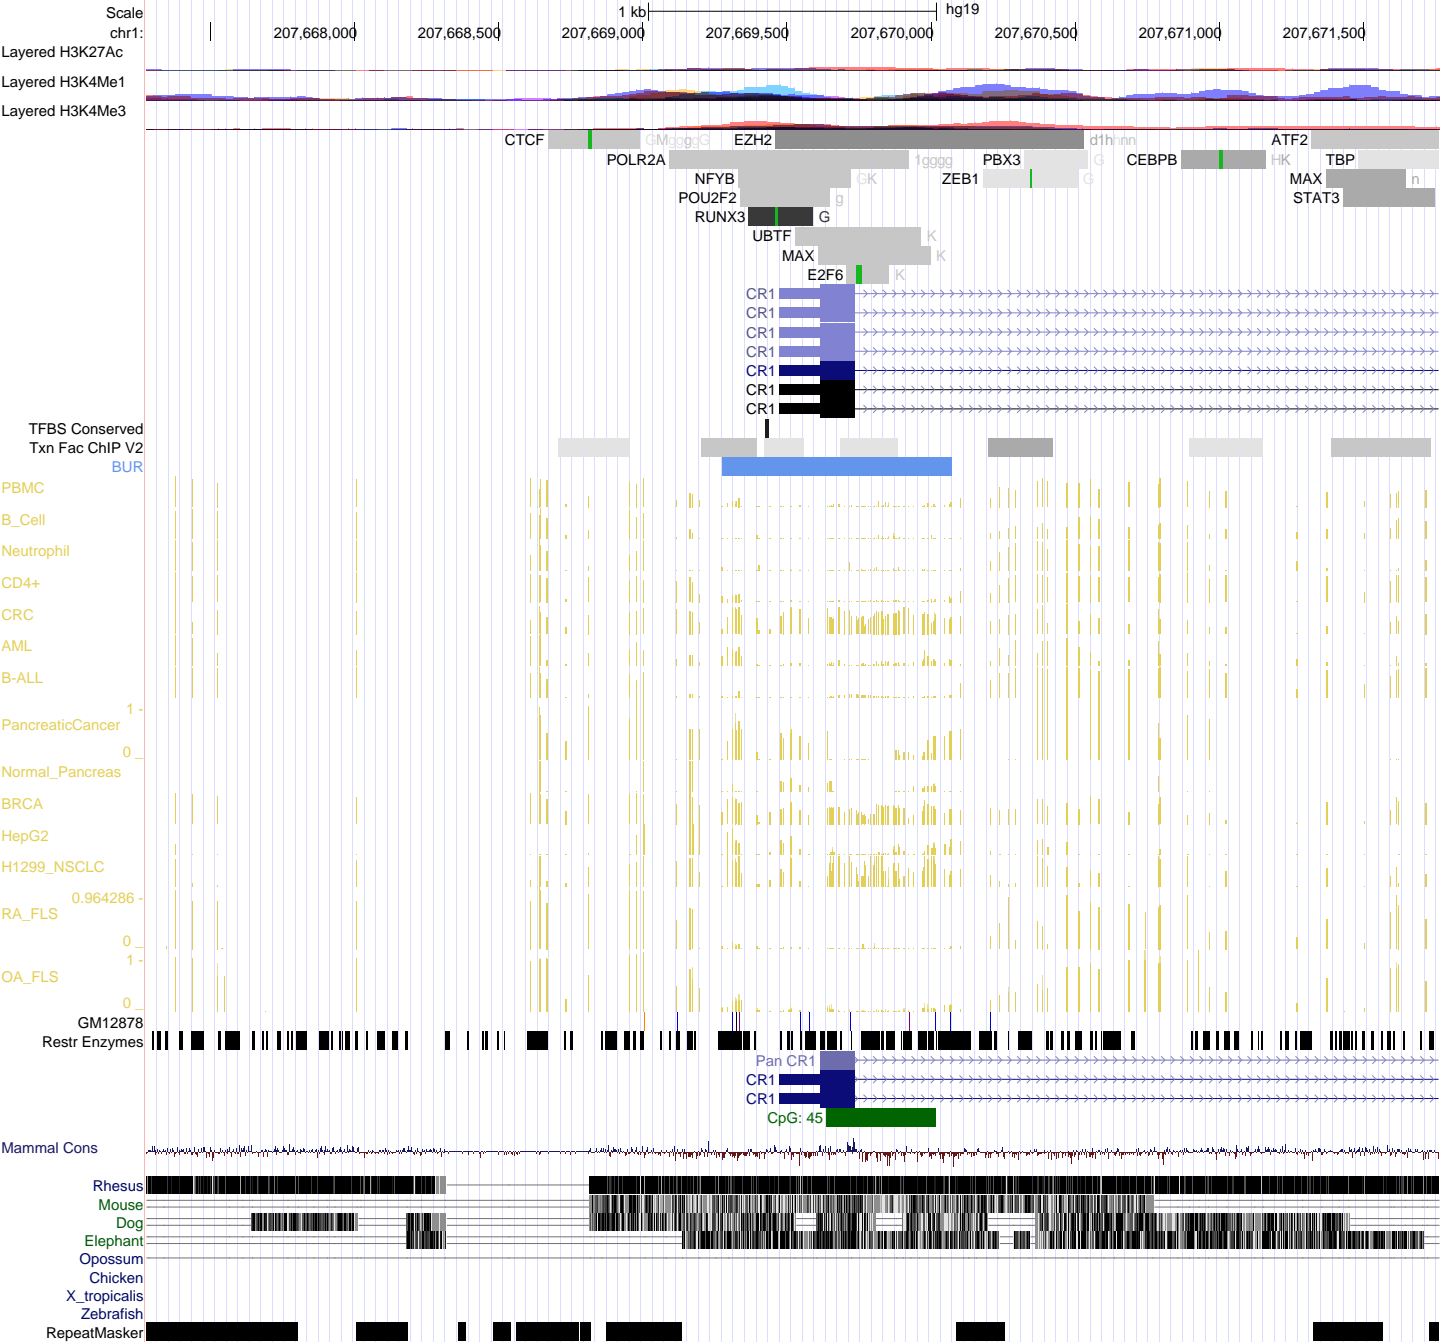 Scale 1 kb hg19
chr1: 207,668,000 207,668,500 207,669,000 207,669,500 207,670,000 207,670,500 207,671,000 207,671,500
Layered H3K27Ac
Layered H3K4Me1
Layered H3K4Me3
CTCF EZH2 ATF2
POLR2A 1gggg PBX3 G CEBPB HK TBP
NFYB GK ZEB1 G MAX n
POU2F2 g STAT3
RUNX3 G
UBTF K
MAX K
E2F6 K
CR1
CR1
CR1
CR1
CR1
CR1
CR1
TFBS Conserved
Txn Fac ChIP V2
BUR
PBMC
B_Cell
Neutrophil
CD4+
CRC
AML
B-ALL
1 -
PancreaticCancer
0 _
Normal_Pancreas
BRCA
HepG2
H1299_NSCLC
0.964286 -
RA_FLS
0 _
1 -
OA_FLS
0 _
GM12878
Restr Enzymes
Pan CR1
CR1
CR1
CpG: 45
Mammal Cons
Rhesus
Mouse
Dog
Elephant
Opossum
Chicken
X_tropicalis
Zebrafish
RepeatMasker